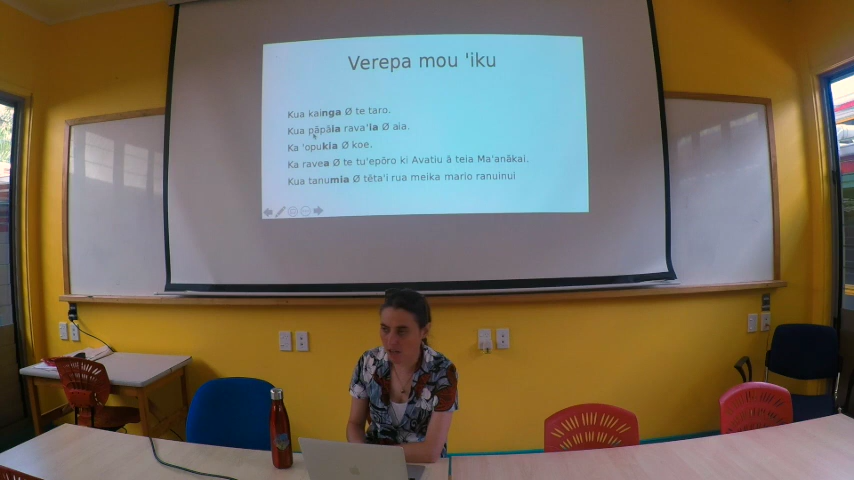 Verepa mou 'iku
Kua kainga Ø te taro.
Kua pāpāia rava'ia Ø aia.
Ka 'opukia Ø koe.
Ka ravea Ø te tu'epōro ki Avatiu ā teia Ma'anākai.
Kua tanumia Ø tēta'i rua meika mario ranuinui